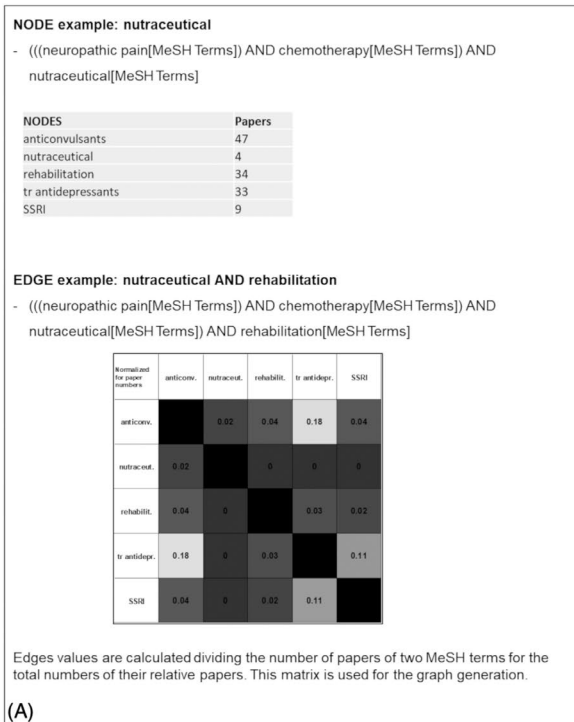 NODE example: nutraceutical
- (((neuropathic pain[MeSH Terms]) AND chemotherapy[MeSH Terms]) AND
nutraceutical[MeSH Terms]
NODES Papers
anticonvulsants 47
nutraceutical 4
rehabilitation 34
tr antidepressants 33
SSRI 9
EDGE example: nutraceutical AND rehabilitation
- (((neuropathic pain[MeSH Terms]) AND chemotherapy[MeSH Terms]) AND
nutraceutical[MeSH Terms]) AND rehabilitation[MeSH Terms]
Normalized
for paper
numbers
anticonv. nutraceut. rehabilit. tr antidepr. SSRI
anticonv. 0.02 0.04 0.18 0.04
nutraceut. 0.02 0 0 0
rehabilit. 0.04 0 0.03 0.02
tr antidepr. 0.18 0 0.03 0.11
SSRI 0.04 0 0.02 0.11
Edges values are calculated dividing the number of papers of two MeSH terms for the
total numbers of their relative papers. This matrix is used for the graph generation.
(A)